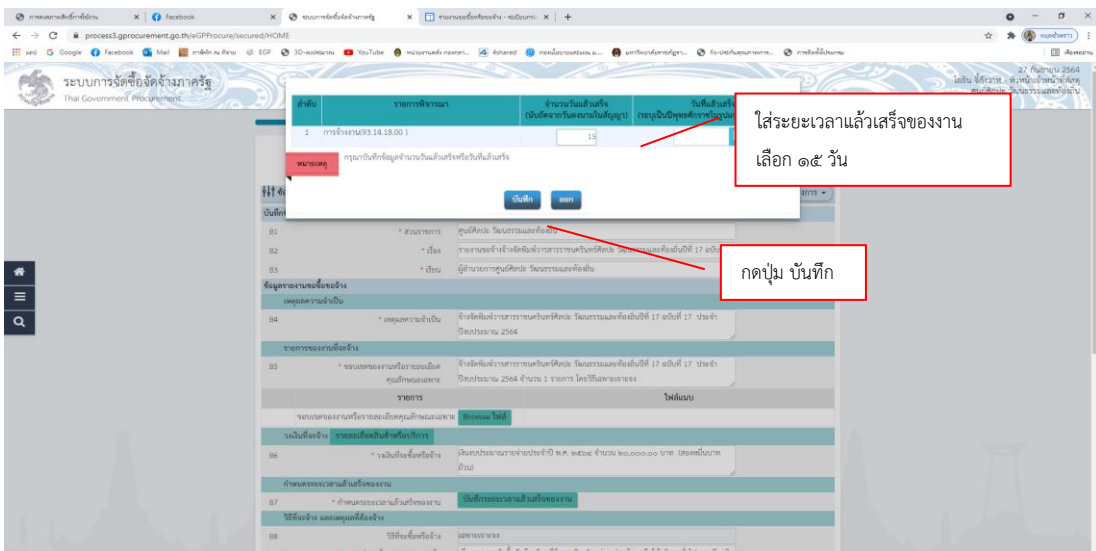 Facebook
process3.gprocurement.go.th/eGPProcure/secured/HOME
แอป Google Facebook Mail EGP YouTube 4shared
27 กันยายน 2564
ระบบการจัดซื้อจัดจ้างภาครัฐ
Thai Government Procurement
ลำดับ รายการพิจารณา จำนวนวันแล้วเสร็จ
(นับถัดจากวันลงนามในสัญญา)
วันที่แล้วเสร็จ
1 การจ้างงาน(93.14.18.00 ) 15
หมายเหตุ กรุณาบันทึกข้อมูลจำนวนวันแล้วเสร็จหรือวันที่แล้วเสร็จ
บันทึก ออก
ใส่ระยะเวลาแล้วเสร็จของงาน
เลือก ๑๕ วัน
กดปุ่ม บันทึก
B1 * ส่วนราชการ ศูนย์ศิลปะ วัฒนธรรมและท้องถิ่น
B2 * เรื่อง
B3 * เรียน ผู้อำนวยการศูนย์ศิลปะ วัฒนธรรมและท้องถิ่น
ข้อมูลรายงานขอซื้อขอจ้าง
เหตุผลความจำเป็น
B4 * เหตุผลความจำเป็น จ้างจัดพิมพ์วารสารราชนครินทร์ศิลปะ วัฒนธรรมและท้องถิ่นปีที่ 17 ฉบับที่ 17 ประจำ
ปีงบประมาณ 2564
รายการของงานที่จะจ้าง
B5 * ขอบเขตของงานหรือรายละเอียด
คุณลักษณะเฉพาะ
จ้างจัดพิมพ์วารสารราชนครินทร์ศิลปะ วัฒนธรรมและท้องถิ่นปีที่ 17 ฉบับที่ 17 ประจำ
ปีงบประมาณ 2564 จำนวน 1 รายการ โดยวิธีเฉพาะเจาะจง
รายการ ไฟล์แนบ
ขอบเขตของงานหรือรายละเอียดคุณลักษณะเฉพาะ Browse ไฟล์
วงเงินที่จะจ้าง รายละเอียดสินค้าหรือบริการ
B6 * วงเงินที่จะซื้อหรือจ้าง เงินงบประมาณรายจ่ายประจำปี พ.ศ. ๒๕๖๔ จำนวน ๒๐,๐๐๐.๐๐ บาท (สองหมื่นบาท
ถ้วน)
กำหนดระยะเวลาแล้วเสร็จของงาน
B7 * กำหนดระยะเวลาแล้วเสร็จของงาน บันทึกระยะเวลาแล้วเสร็จของงาน
วิธีที่จะจ้าง และเหตุผลที่ต้องจ้าง
B8 วิธีที่จะซื้อหรือจ้าง เฉพาะเจาะจง